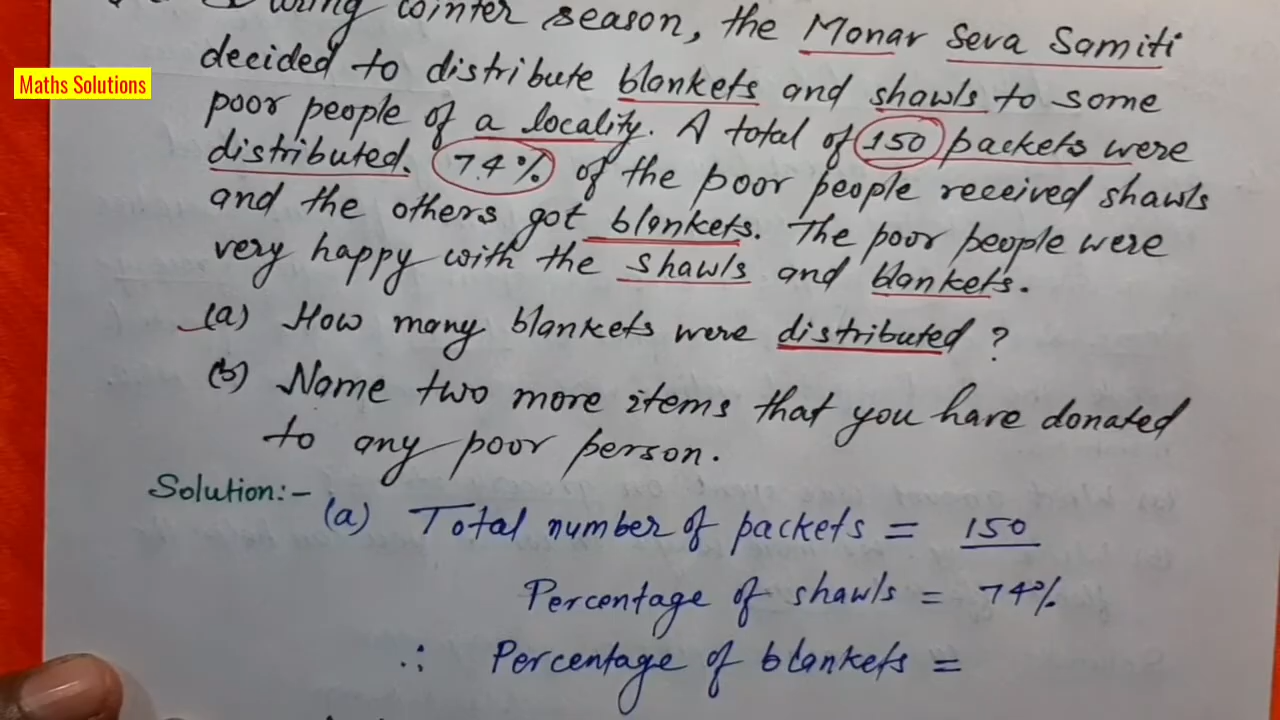 winter season, the Monar Seva Samiti
Maths Solutions
decided to distribute blankets and shawls to some
poor people of a locality. A total of 150 packets were
distributed. 74% of the poor people received shawls
and the others got blankets. The poor people were
very happy with the shawls and blankets.
(a) How many blankets were distributed ?
(b) Name two more items that you have donated
to any poor person.
Solution:-
(a) Total number of packets = 150
Percentage of shawls = 74%
∴ Percentage of blankets =